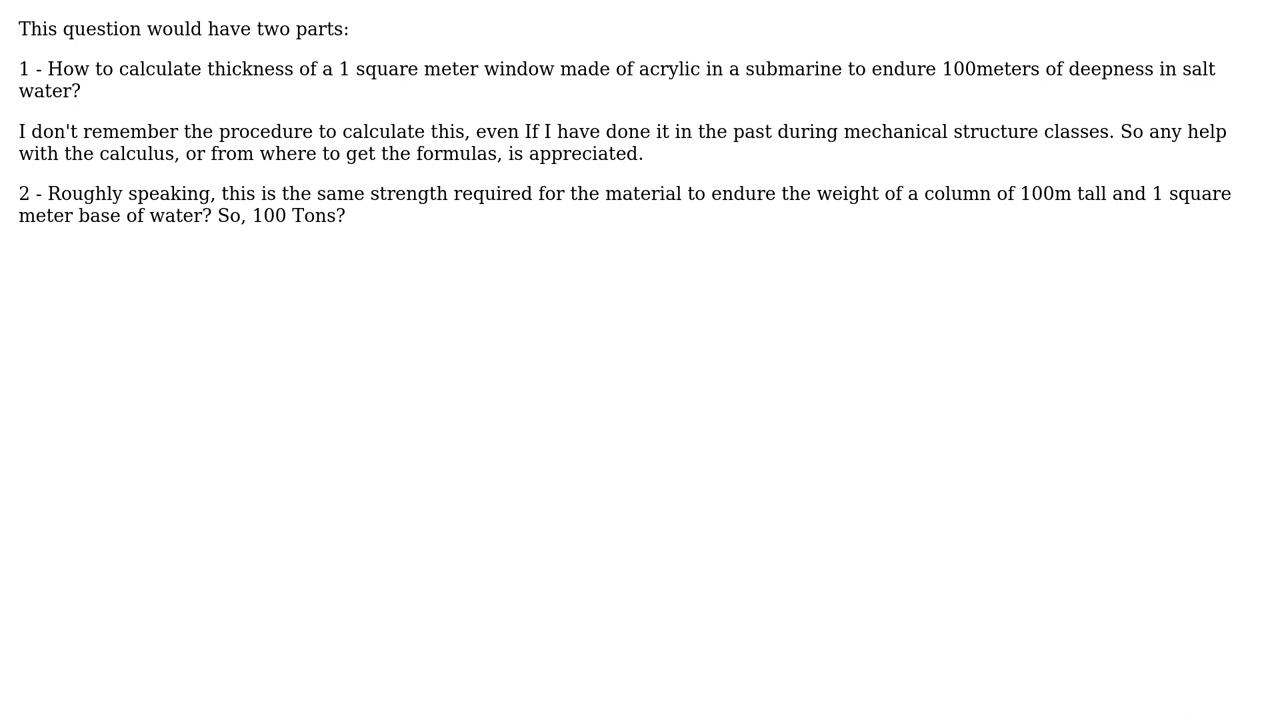 This question would have two parts:
1 - How to calculate thickness of a 1 square meter window made of acrylic in a submarine to endure 100meters of deepness in salt
water?
I don't remember the procedure to calculate this, even If I have done it in the past during mechanical structure classes. So any help
with the calculus, or from where to get the formulas, is appreciated.
2 - Roughly speaking, this is the same strength required for the material to endure the weight of a column of 100m tall and 1 square
meter base of water? So, 100 Tons?